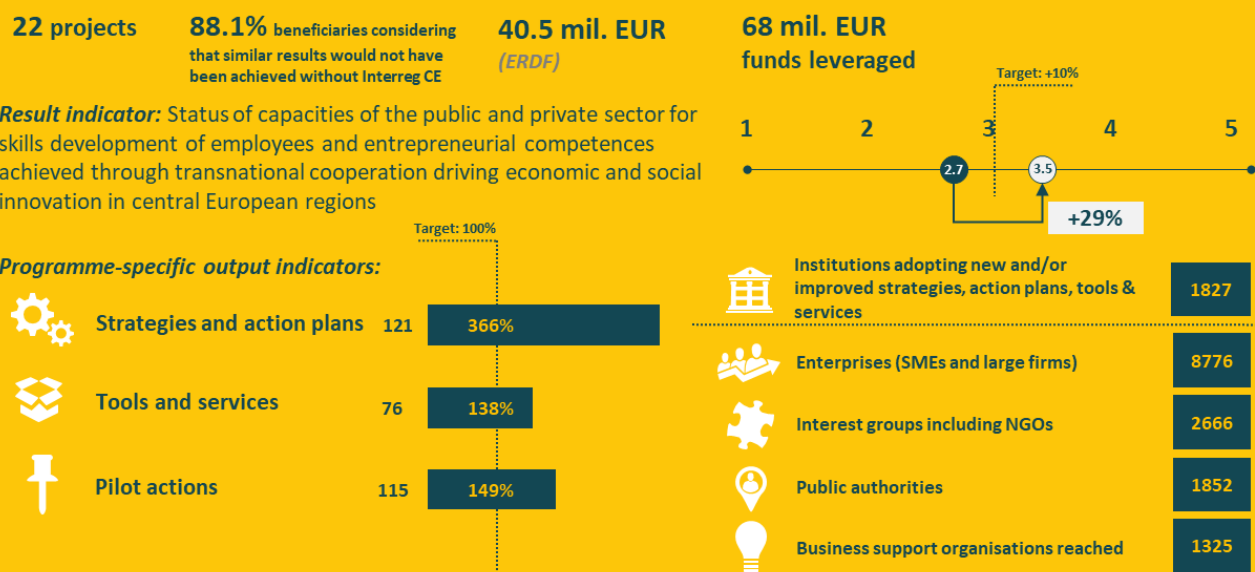 22 projects
88.1% beneficiaries considering
that similar results would not have
been achieved without Interreg CE
40.5 mil. EUR
(ERDF)
68 mil. EUR
funds leveraged
Target: +10%
Result indicator: Status of capacities of the public and private sector for
skills development of employees and entrepreneurial competences
achieved through transnational cooperation driving economic and social
innovation in central European regions
1 2 3 4 5
2.7 3.5
+29%
Target: 100%
Programme-specific output indicators:
Strategies and action plans 121 366%
Tools and services 76 138%
Pilot actions 115 149%
Institutions adopting new and/or
improved strategies, action plans, tools &
services
1827
Enterprises (SMEs and large firms) 8776
Interest groups including NGOs 2666
Public authorities 1852
Business support organisations reached 1325